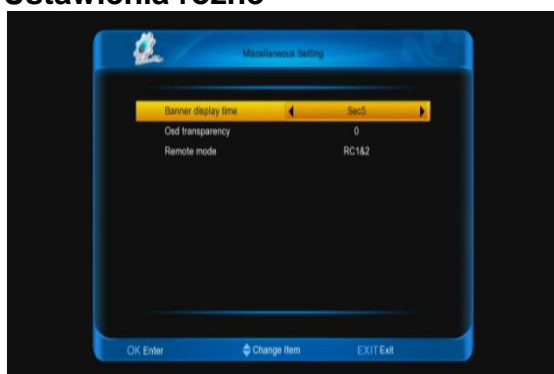 Ustawienia różne
Miscellaneous Setting
Banner display time Sec5
Osd transparency 0
Remote mode RC1&2
OK Enter Change Item EXIT Exit